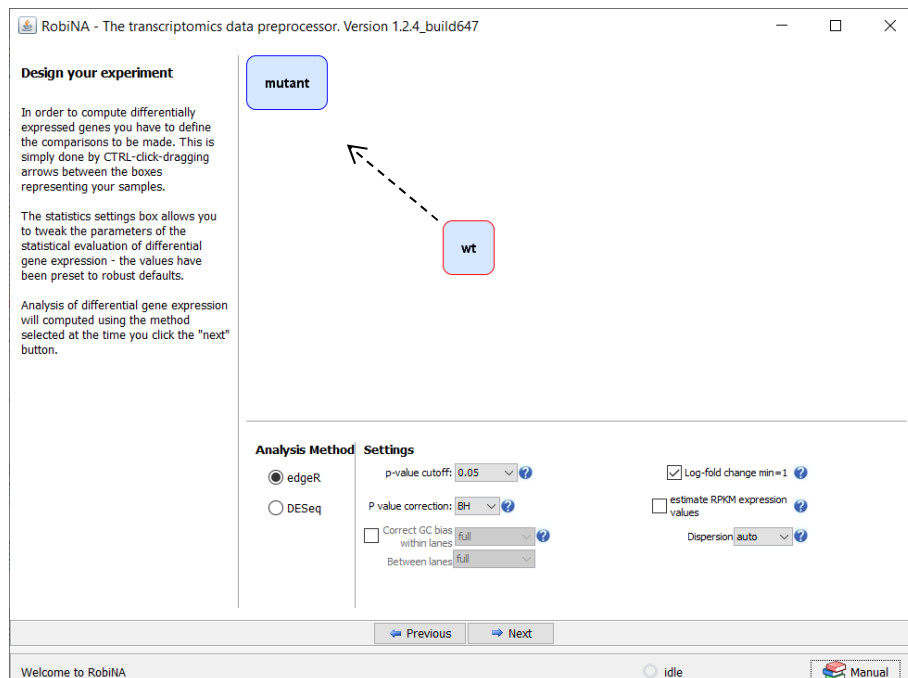 RobiNA - The transcriptomics data preprocessor. Version 1.2.4_build647
Design your experiment
In order to compute differentially
expressed genes you have to define
the comparisons to be made. This is
simply done by CTRL-click-dragging
arrows between the boxes
representing your samples.
The statistics settings box allows you
to tweak the parameters of the
statistical evaluation of differential
gene expression - the values have
been preset to robust defaults.
Analysis of differential gene expression
will computed using the method
selected at the time you click the "next"
button.
mutant
wt
Analysis Method
edgeR
DESeq
Settings
p-value cutoff: 0.05
P value correction: BH
Correct GC bias
within lanes
full
Between lanes full
Log-fold change min=1
estimate RPKM expression
values
Dispersion auto
Previous
Next
Welcome to RobiNA
idle
Manual